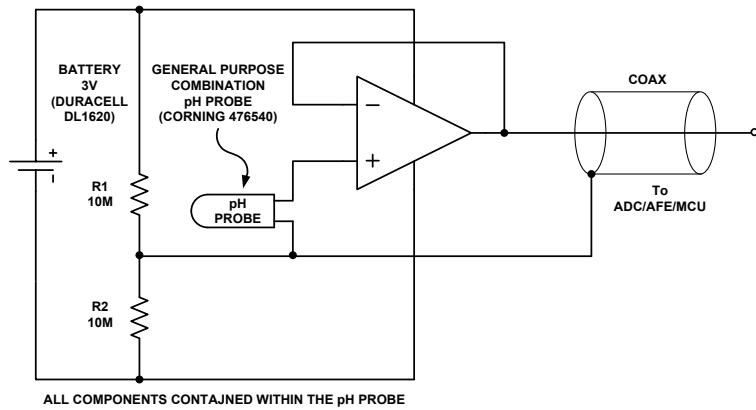 BATTERY
3V
(DURACELL
DL1620)
GENERAL PURPOSE
COMBINATION
pH PROBE
(CORNING 476540)
COAX
+
-
−
+
R1
10M
pH
PROBE
To
ADC/AFE/MCU
R2
10M
ALL COMPONENTS CONTAJNED WITHIN THE pH PROBE